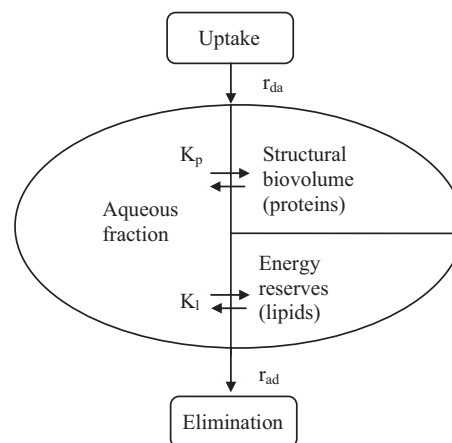 Uptake
r_da
K_p
Structural
biovolume
(proteins)
Aqueous
fraction
Energy
reserves
(lipids)
K_l
r_ad
Elimination